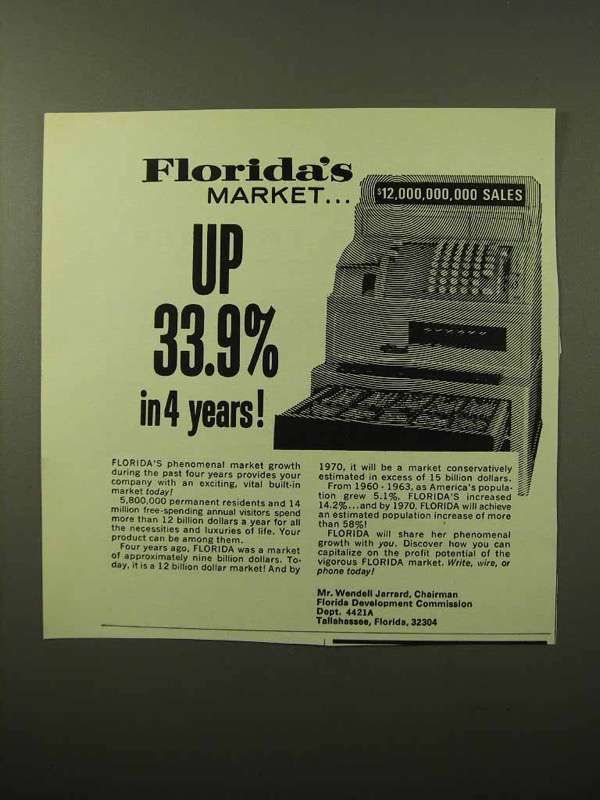 Florida's
MARKET...
$12,000,000,000 SALES
UP
33.9%
in 4 years!
FLORIDA'S phenomenal market growth
during the past four years provides your
company with an exciting, vital built-in
market today!
5,800,000 permanent residents and 14
million free-spending annual visitors spend
more than 12 billion dollars a year for all
the necessities and luxuries of life. Your
product can be among them.
Four years ago, FLORIDA was a market
of approximately nine billion dollars. To-
day, it is a 12 billion dollar market! And by
1970, it will be a market conservatively
estimated in excess of 15 billion dollars.
From 1960 - 1963, as America's popula-
tion grew 5.1%, FLORIDA'S increased
14.2%...and by 1970, FLORIDA will achieve
an estimated population increase of more
than 58%!
FLORIDA will share her phenomenal
growth with you. Discover how you can
capitalize on the profit potential of the
vigorous FLORIDA market. Write, wire, or
phone today!
Mr. Wendell Jarrard, Chairman
Florida Development Commission
Dept. 4421A
Tallahassee, Florida, 32304